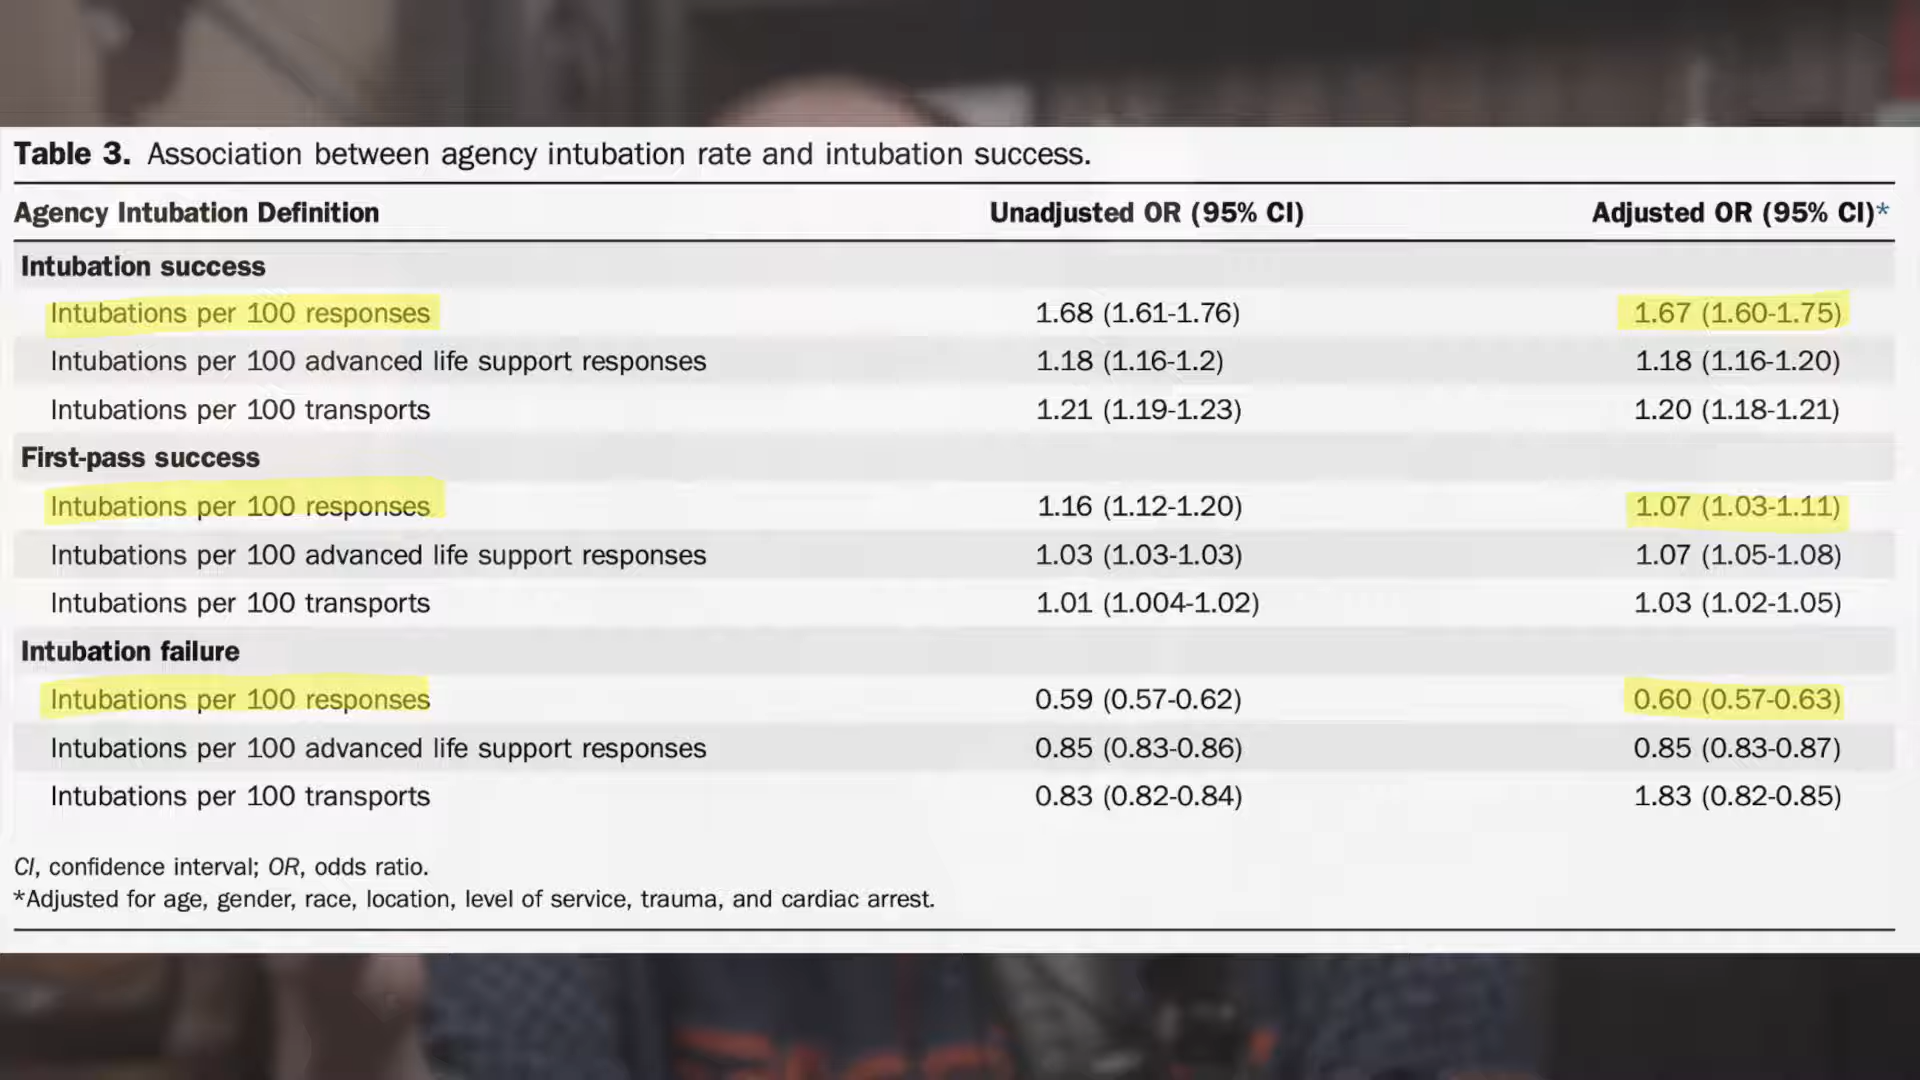 Table 3. Association between agency intubation rate and intubation success.
Agency Intubation Definition Unadjusted OR (95% CI) Adjusted OR (95% CI)*
Intubation success
Intubations per 100 responses 1.68 (1.61-1.76) 1.67 (1.60-1.75)
Intubations per 100 advanced life support responses 1.18 (1.16-1.2) 1.18 (1.16-1.20)
Intubations per 100 transports 1.21 (1.19-1.23) 1.20 (1.18-1.21)
First-pass success
Intubations per 100 responses 1.16 (1.12-1.20) 1.07 (1.03-1.11)
Intubations per 100 advanced life support responses 1.03 (1.03-1.03) 1.07 (1.05-1.08)
Intubations per 100 transports 1.01 (1.004-1.02) 1.03 (1.02-1.05)
Intubation failure
Intubations per 100 responses 0.59 (0.57-0.62) 0.60 (0.57-0.63)
Intubations per 100 advanced life support responses 0.85 (0.83-0.86) 0.85 (0.83-0.87)
Intubations per 100 transports 0.83 (0.82-0.84) 1.83 (0.82-0.85)
CI, confidence interval; OR, odds ratio.
*Adjusted for age, gender, race, location, level of service, trauma, and cardiac arrest.